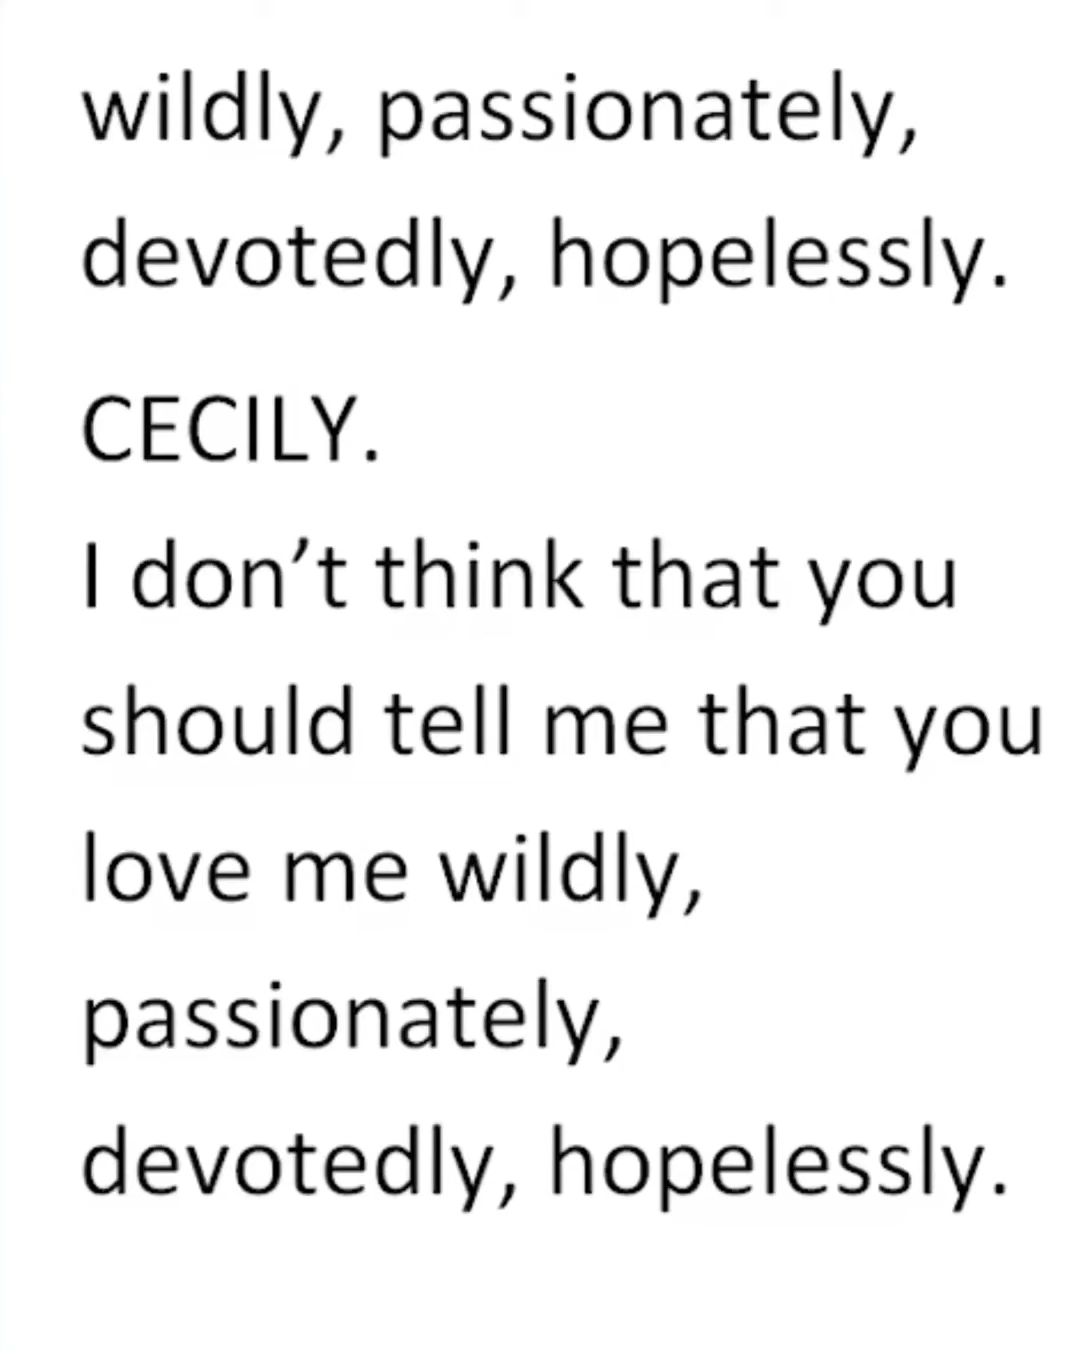 wildly, passionately,
devotedly, hopelessly.
CECILY.
I don’t think that you
should tell me that you
love me wildly,
passionately,
devotedly, hopelessly.